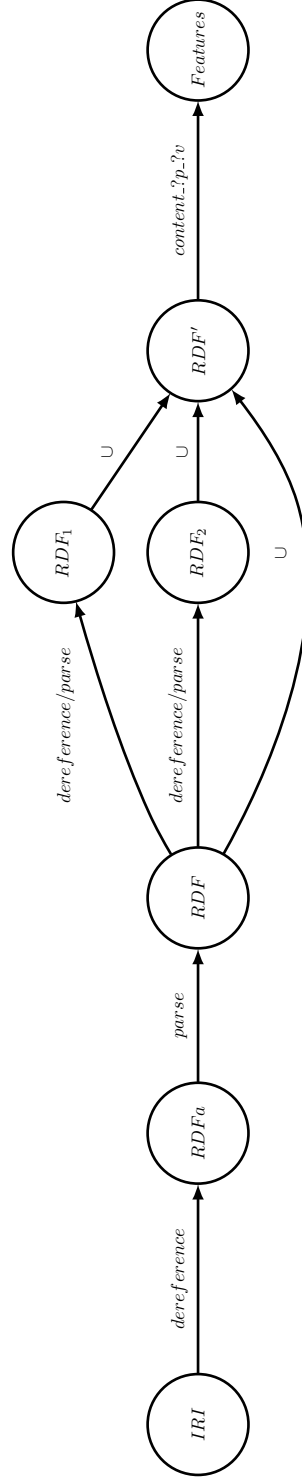 IRI
dereference
RDFa
parse
RDF
dereference/parse
RDF₁
∪
dereference/parse
RDF₂
∪
∪
RDF'
content_?p_?v
Features